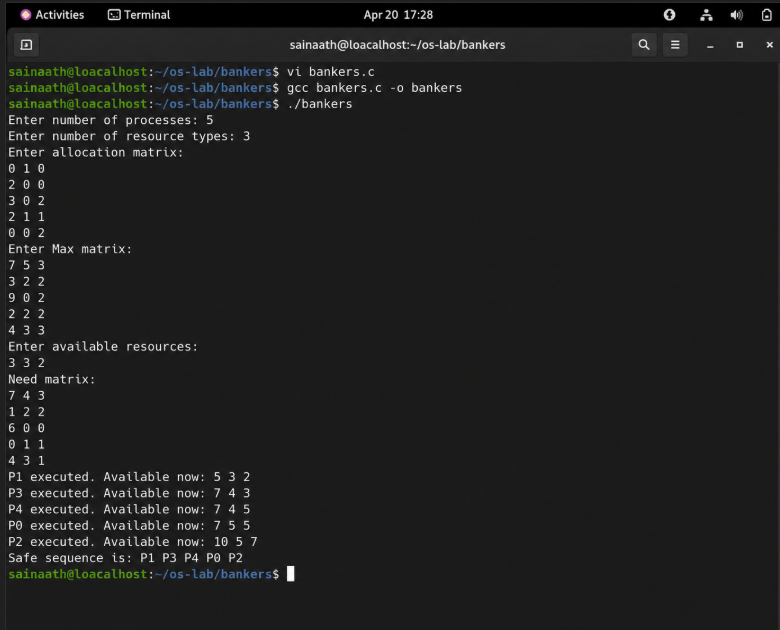 Activities Terminal Apr 20 17:28
sainaath@loacalhost:~/os-lab/bankers
sainaath@loacalhost:~/os-lab/bankers$ vi bankers.c
sainaath@loacalhost:~/os-lab/bankers$ gcc bankers.c -o bankers
sainaath@loacalhost:~/os-lab/bankers$ ./bankers
Enter number of processes: 5
Enter number of resource types: 3
Enter allocation matrix:
0 1 0
2 0 0
3 0 2
2 1 1
0 0 2
Enter Max matrix:
7 5 3
3 2 2
9 0 2
2 2 2
4 3 3
Enter available resources:
3 3 2
Need matrix:
7 4 3
1 2 2
6 0 0
0 1 1
4 3 1
P1 executed. Available now: 5 3 2
P3 executed. Available now: 7 4 3
P4 executed. Available now: 7 4 5
P0 executed. Available now: 7 5 5
P2 executed. Available now: 10 5 7
Safe sequence is: P1 P3 P4 P0 P2
sainaath@loacalhost:~/os-lab/bankers$